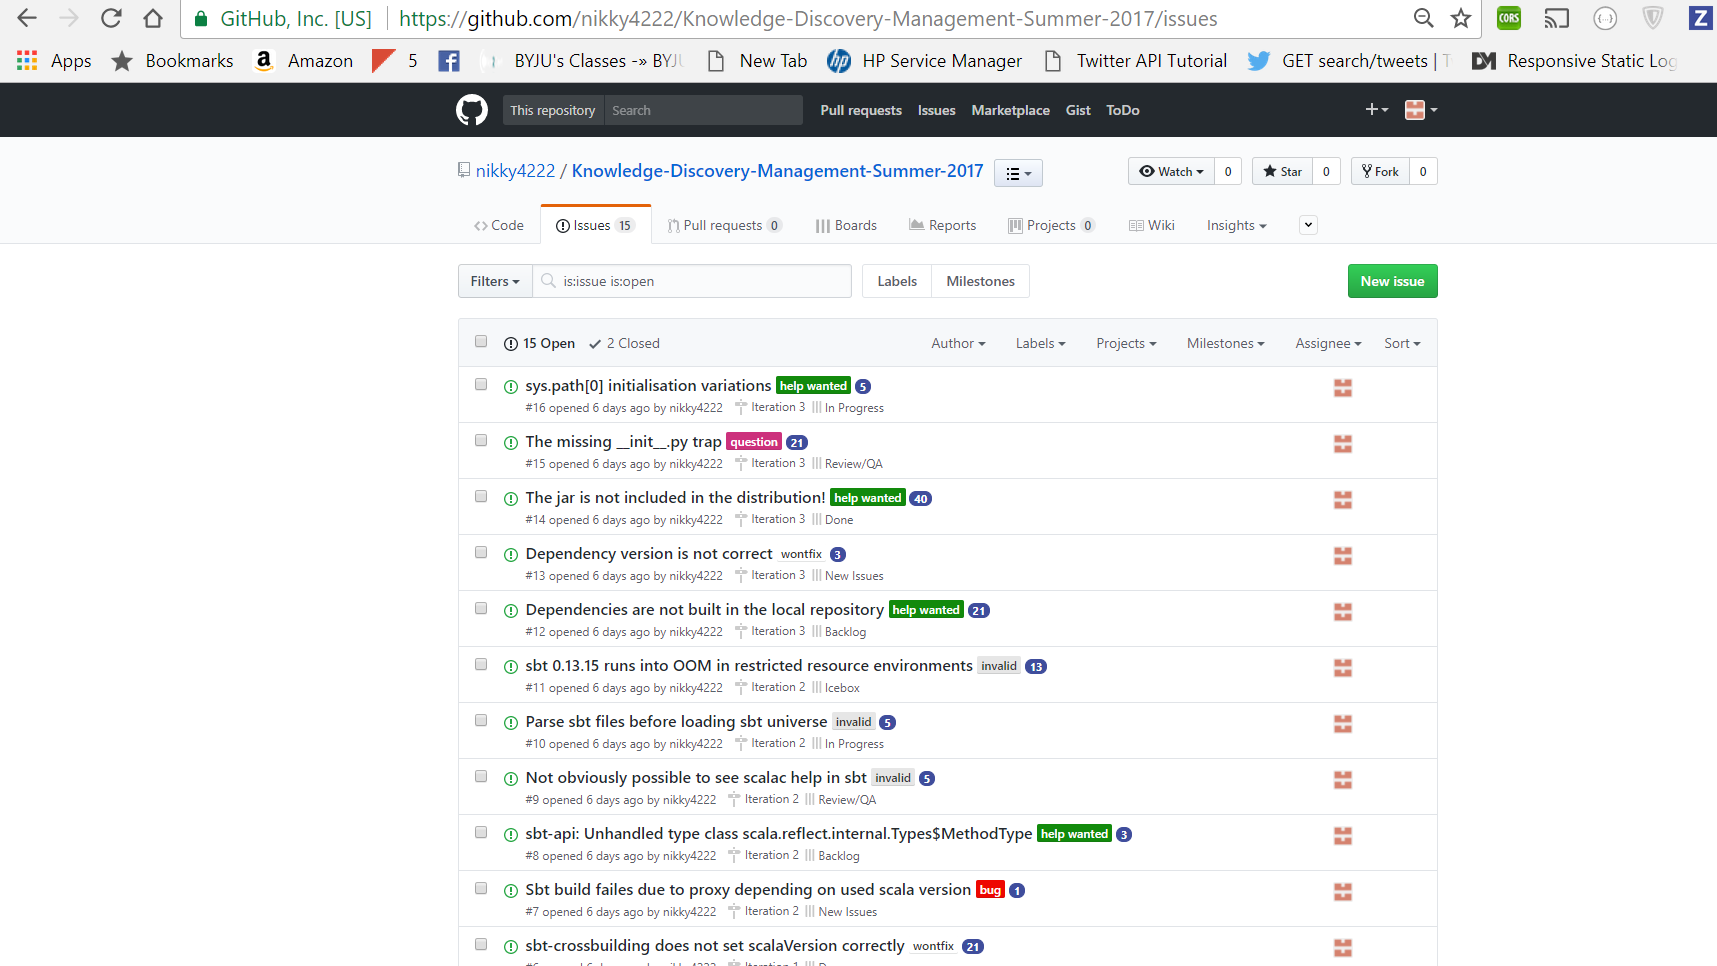 GitHub, Inc. [US] https://github.com/nikky4222/Knowledge-Discovery-Management-Summer-2017/issues CORS {...} Z
Apps Bookmarks a Amazon 5 f BYJU's Classes -» BYJU New Tab hp HP Service Manager Twitter API Tutorial GET search/tweets | DM Responsive Static Log
This repository Search Pull requests Issues Marketplace Gist ToDo
nikky4222 / Knowledge-Discovery-Management-Summer-2017 Watch 0 Star 0 Fork 0
Code Issues 15 Pull requests 0 Boards Reports Projects 0 Wiki Insights
Filters is:issue is:open Labels Milestones New issue
15 Open 2 Closed Author Labels Projects Milestones Assignee Sort
sys.path[0] initialisation variations help wanted 5
#16 opened 6 days ago by nikky4222 Iteration 3 In Progress
The missing __init__.py trap question 21
#15 opened 6 days ago by nikky4222 Iteration 3 Review/QA
The jar is not included in the distribution! help wanted 40
#14 opened 6 days ago by nikky4222 Iteration 3 Done
Dependency version is not correct wontfix 3
#13 opened 6 days ago by nikky4222 Iteration 3 New Issues
Dependencies are not built in the local repository help wanted 21
#12 opened 6 days ago by nikky4222 Iteration 3 Backlog
sbt 0.13.15 runs into OOM in restricted resource environments invalid 13
#11 opened 6 days ago by nikky4222 Iteration 2 Icebox
Parse sbt files before loading sbt universe invalid 5
#10 opened 6 days ago by nikky4222 Iteration 2 In Progress
Not obviously possible to see scalac help in sbt invalid 5
#9 opened 6 days ago by nikky4222 Iteration 2 Review/QA
sbt-api: Unhandled type class scala.reflect.internal.Types$MethodType help wanted 3
#8 opened 6 days ago by nikky4222 Iteration 2 Backlog
Sbt build failes due to proxy depending on used scala version bug 1
#7 opened 6 days ago by nikky4222 Iteration 2 New Issues
sbt-crossbuilding does not set scalaVersion correctly wontfix 21